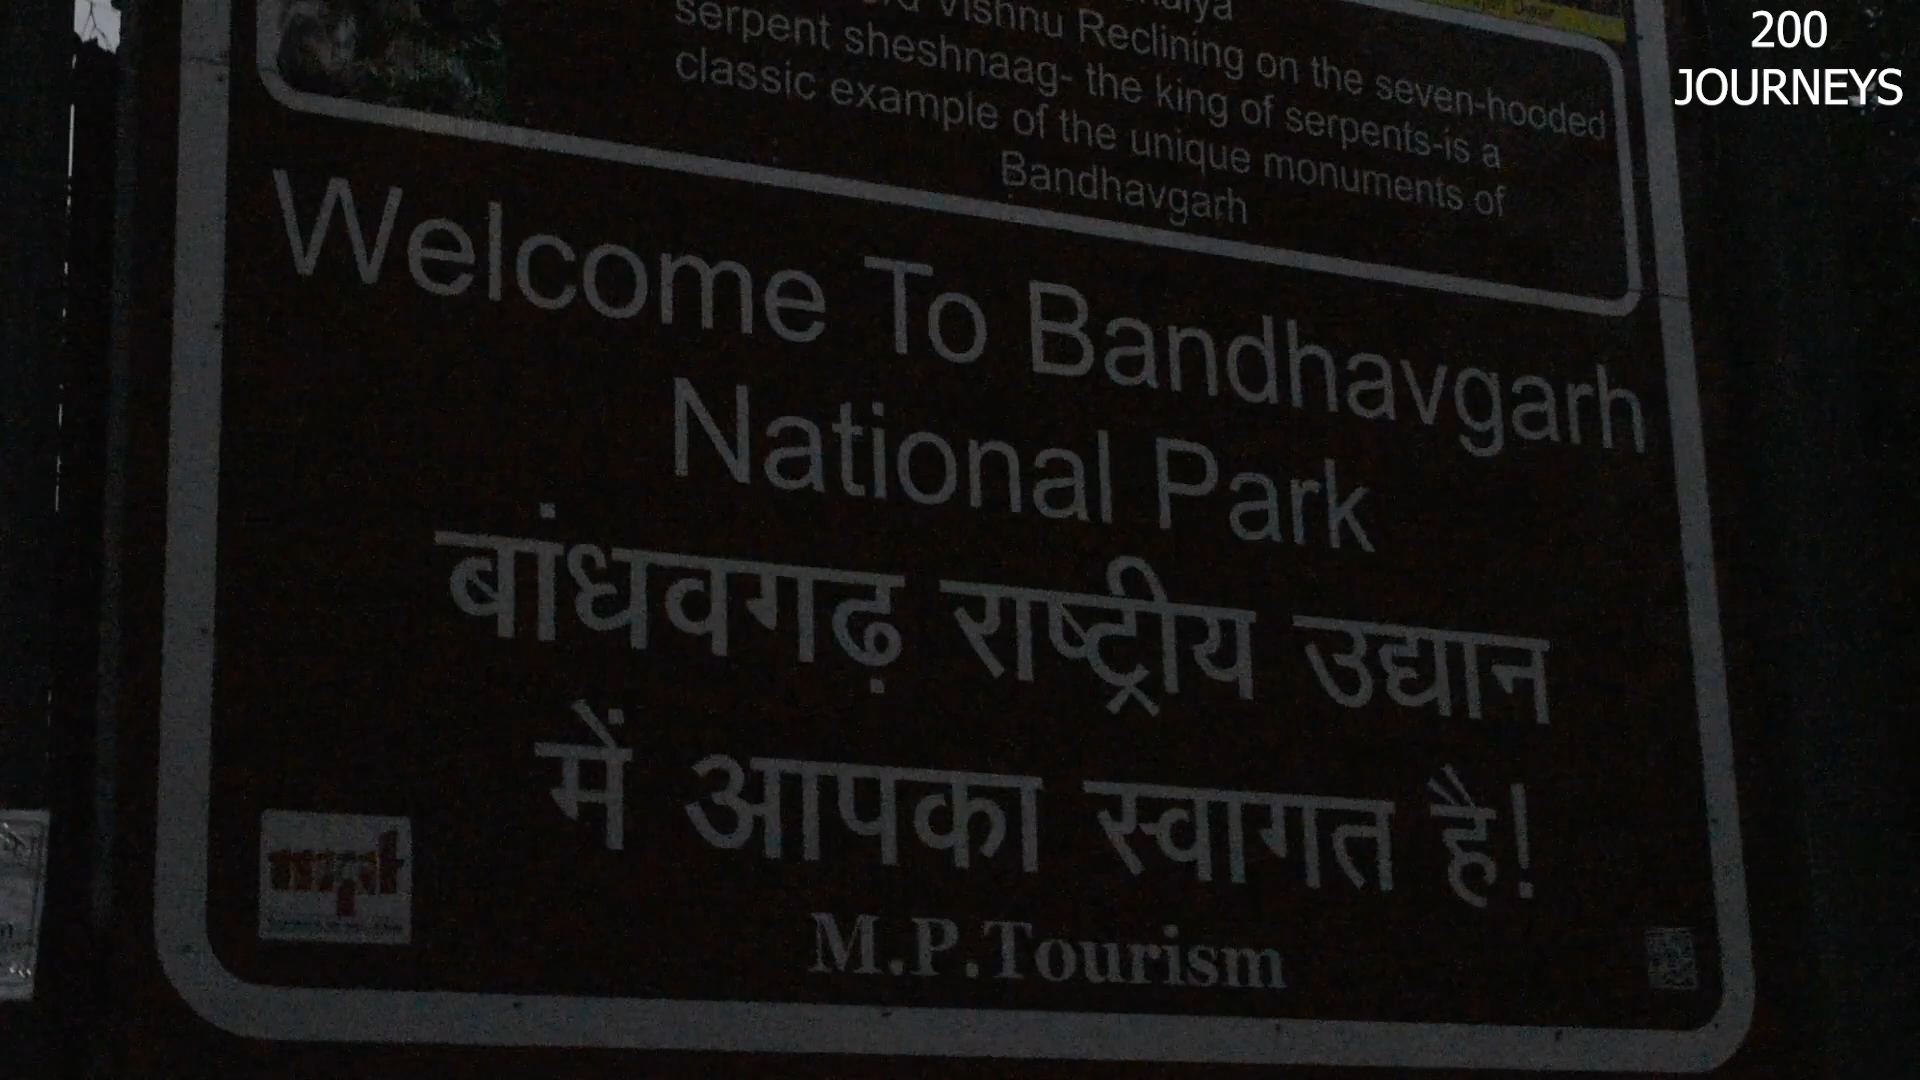 Vishnu Reclining on the seven-hooded
serpent sheshnaag- the king of serpents-is a
classic example of the unique monuments of
Bandhavgarh
Welcome To Bandhavgarh
National Park
बांधवगढ़ राष्ट्रीय उद्यान
में आपका स्वागत है!
M.P.Tourism
mpt
200
JOURNEYS